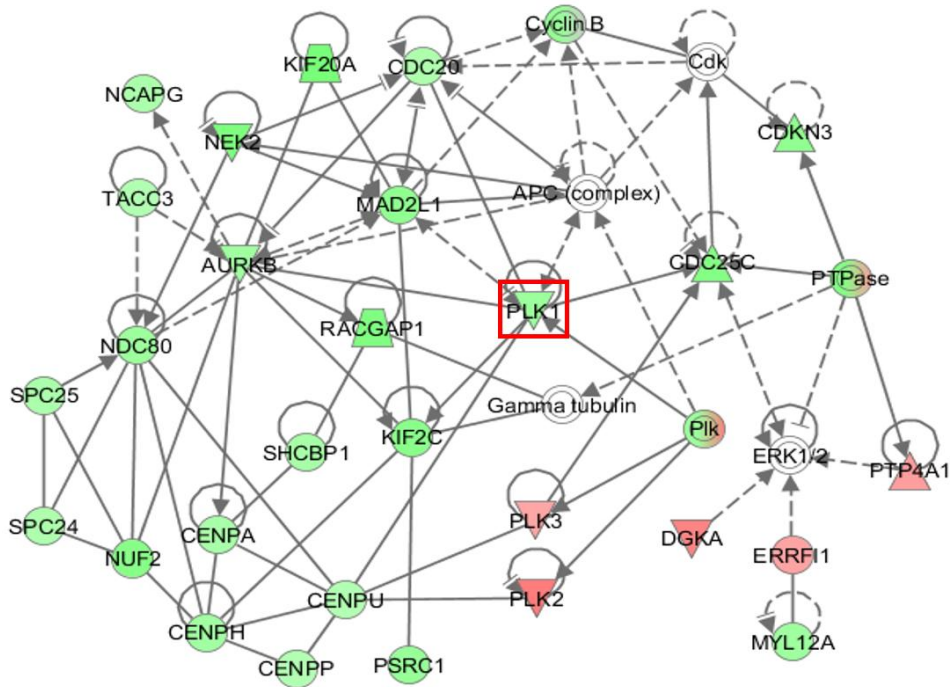 Cyclin B
KIF20A
CDC20
Cdk
NCAPG
NEK2
CDKN3
TACC3
MAD2L1
APC (complex)
AURKB
CDC25C
PTPase
RACGAP1
PLK1
NDC80
SPC25
Gamma tubulin
SHCBP1
KIF2C
Plk
ERK1/2
PTP4A1
SPC24
CENPA
PLK3
DGKA
NUF2
ERRFI1
CENPU
PLK2
CENPH
MYL12A
CENPP
PSRC1